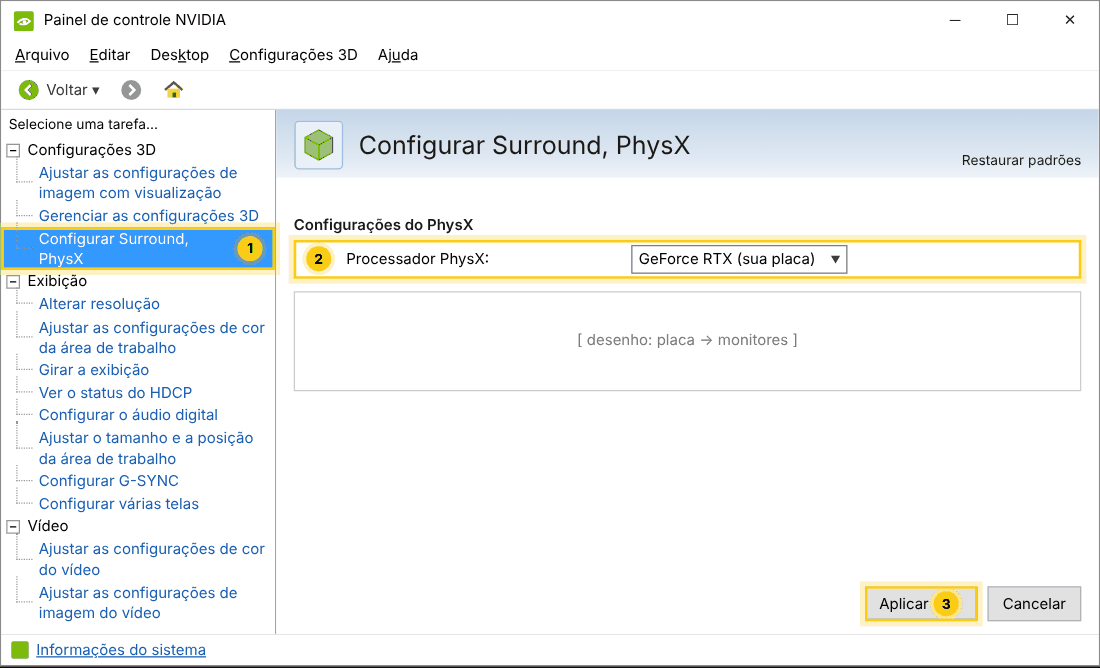 Painel de controle NVIDIA
Arquivo Editar Desktop Configurações 3D Ajuda
Voltar
Selecione uma tarefa...
Configurações 3D
Ajustar as configurações de
imagem com visualização
Gerenciar as configurações 3D
Configurar Surround,
PhysX
1
Exibição
Alterar resolução
Ajustar as configurações de cor
da área de trabalho
Girar a exibição
Ver o status do HDCP
Configurar o áudio digital
Ajustar o tamanho e a posição
da área de trabalho
Configurar G-SYNC
Configurar várias telas
Vídeo
Ajustar as configurações de cor
do vídeo
Ajustar as configurações de
imagem do vídeo
Configurar Surround, PhysX
Restaurar padrões
Configurações do PhysX
2 Processador PhysX: GeForce RTX (sua placa)
[ desenho: placa → monitores ]
Aplicar 3 Cancelar
Informações do sistema